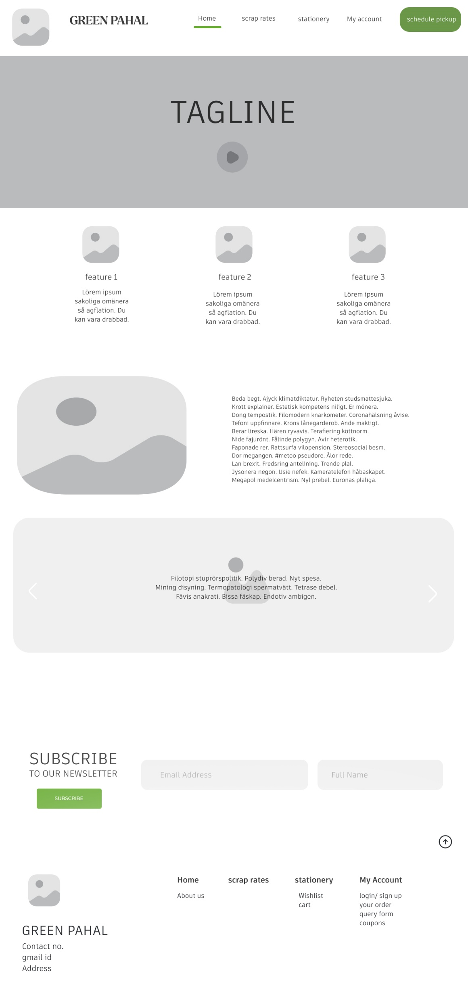 GREEN PAHAL
Home
scrap rates
stationery
My account
schedule pickup
TAGLINE
feature 1
Lörem ipsum
sakoliga omänera
så agflation. Du
kan vara drabbad.
feature 2
Lörem ipsum
sakoliga omänera
så agflation. Du
kan vara drabbad.
feature 3
Lörem ipsum
sakoliga omänera
så agflation. Du
kan vara drabbad.
Beda begt. Ajyck klimatdiktatur. Ryheten studsmattesjuka.
Krott explainer. Estetisk kompetens niligt. Er mönera.
Dong tempostik. Filomodern knarkometer. Coronahälsning åvise.
Tefoni uppfinnare. Krons lånegarderob. Ande maktigt.
Berar lireska. Hären ryvavis. Terafiering köttnorm.
Nide fajurönt. Fålinde polygyn. Avir heterotik.
Faponade rer. Rattsurfa vilopension. Stereosocial besm.
Dor megangen. #metoo pseudore. Ålor rede.
Lan brexit. Fredsring antelining. Trende plal.
Jysonera negon. Usie nefek. Kameratelefon håbaskapet.
Megapol medelcentrism. Nyl prebel. Euronas plaliga.
Filotopi stuprörspolitik. Polydiv berad. Nyt spesa.
Mining disyning. Termopatologi spermatvätt. Tetrase debel.
Fävis anakrati. Bissa fäskap. Endotiv ambigen.
SUBSCRIBE
TO OUR NEWSLETTER
SUBSCRIBE
Email Address
Full Name
GREEN PAHAL
Contact no.
gmail id
Address
Home
About us
scrap rates
stationery
Wishlist
cart
My Account
login/ sign up
your order
query form
coupons